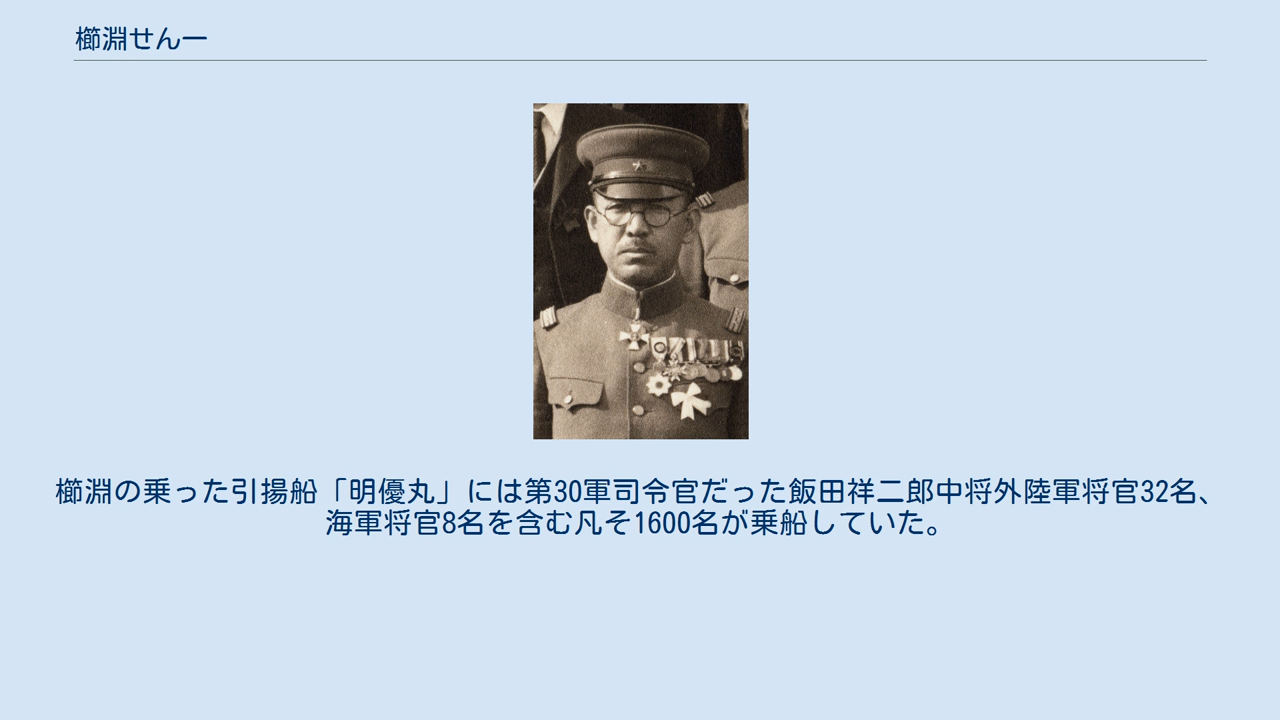 櫛淵せん一
櫛淵の乗った引揚船「明優丸」には第30軍司令官だった飯田祥二郎中将外陸軍将官32名、
海軍将官8名を含む凡そ1600名が乗船していた。